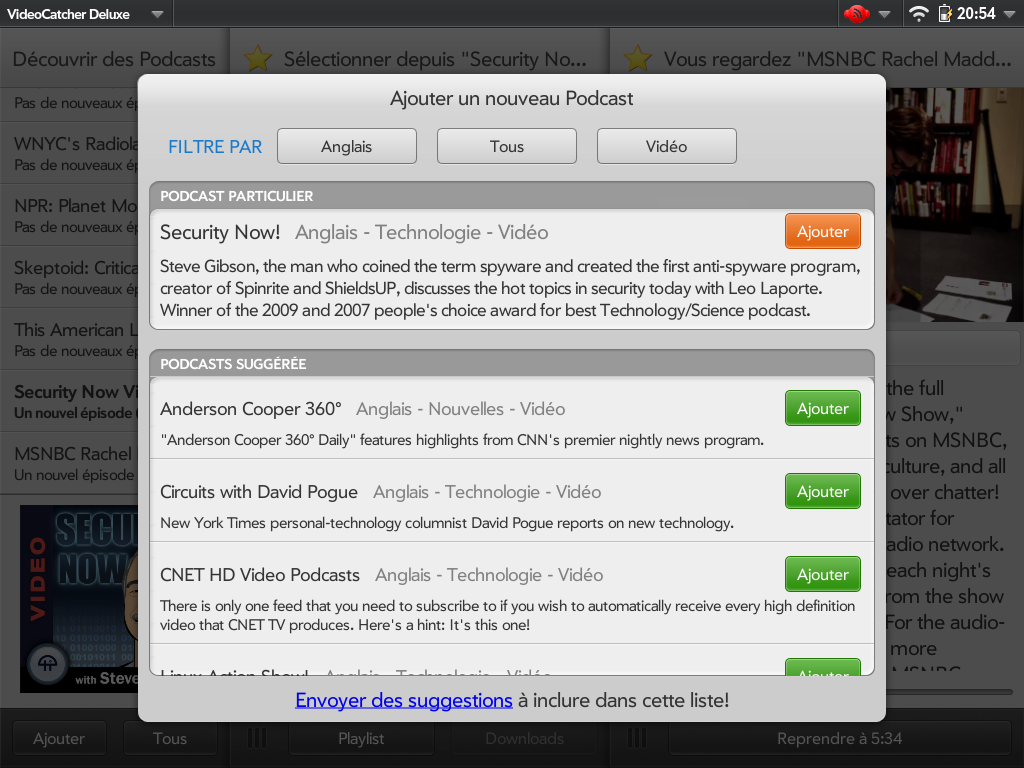 VideoCatcher Deluxe
20:54
Découvrir des Podcasts
Sélectionner depuis "Security No...
Vous regardez "MSNBC Rachel Madd...
Pas de nouveaux ép
WNYC's Radiola
Pas de nouveaux ép
NPR: Planet Mo
Pas de nouveaux ép
Skeptoid: Critica
Pas de nouveaux ép
This American L
Pas de nouveaux ép
Security Now Vi
Un nouvel épisode
MSNBC Rachel
Un nouvel épisode
VIDEO
SECURI
NOW
with Steve
Ajouter un nouveau Podcast
FILTRE PAR
Anglais
Tous
Vidéo
PODCAST PARTICULIER
Security Now! Anglais - Technologie - Vidéo
Ajouter
Steve Gibson, the man who coined the term spyware and created the first anti-spyware program,
creator of Spinrite and ShieldsUP, discusses the hot topics in security today with Leo Laporte.
Winner of the 2009 and 2007 people's choice award for best Technology/Science podcast.
PODCASTS SUGGÉRÉE
Anderson Cooper 360° Anglais - Nouvelles - Vidéo
Ajouter
"Anderson Cooper 360° Daily" features highlights from CNN's premier nightly news program.
Circuits with David Pogue Anglais - Technologie - Vidéo
Ajouter
New York Times personal-technology columnist David Pogue reports on new technology.
CNET HD Video Podcasts Anglais - Technologie - Vidéo
Ajouter
There is only one feed that you need to subscribe to if you wish to automatically receive every high definition
video that CNET TV produces. Here's a hint: It's this one!
Linux Action Show! Anglais - Technologie - Vidéo
Ajouter
Envoyer des suggestions à inclure dans cette liste!
the full
w Show,"
ts on MSNBC,
culture, and all
over chatter!
tator for
adio network.
each night's
rom the show
For the audio-
more
MSNBC
Ajouter
Tous
Playlist
Downloads
Reprendre à 5:34